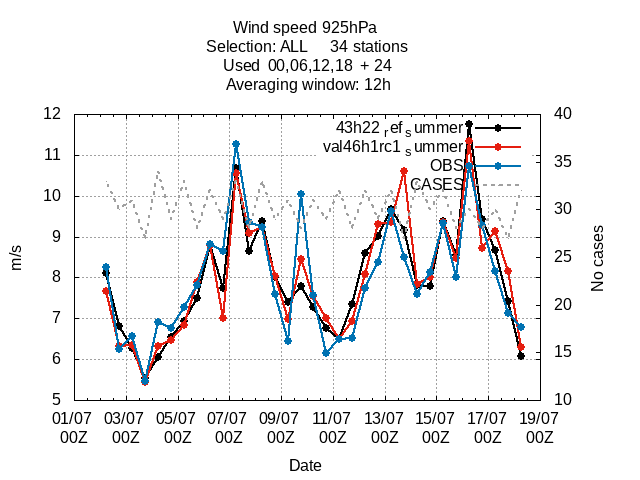 Wind speed 925hPa
Selection: ALL 34 stations
Used 00,06,12,18 + 24
Averaging window: 12h
12
11
10
9
8
7
6
5
40
35
30
25
20
15
10
m/s
No cases
43h22 ref summer
val46h1rc1 summer
OBS
CASES
01/07 03/07 05/07 07/07 09/07 11/07 13/07 15/07 17/07 19/07
00Z 00Z 00Z 00Z 00Z 00Z 00Z 00Z 00Z 00Z
Date